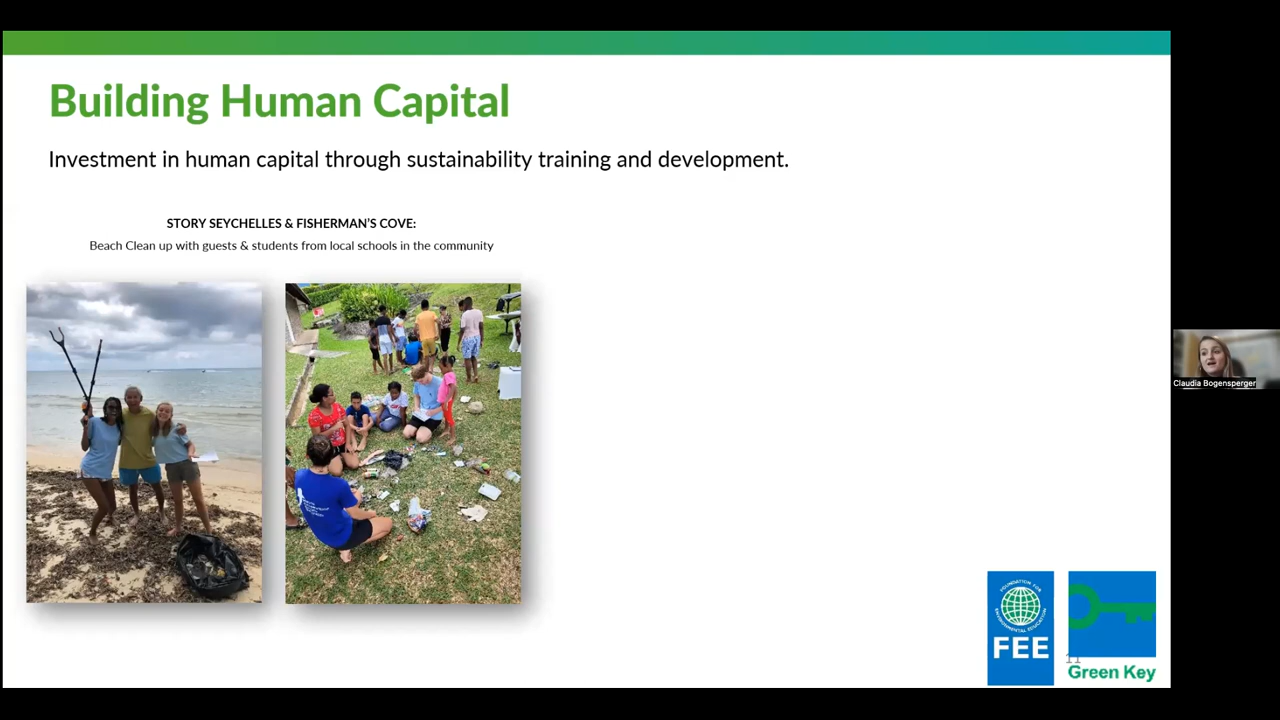 Building Human Capital
Investment in human capital through sustainability training and development.
STORY SEYCHELLES & FISHERMAN'S COVE:
Beach Clean up with guests & students from local schools in the community
Claudia Bogensperger
FOUNDATION FOR
ENVIRONMENTAL EDUCATION
FEE
11
Green Key